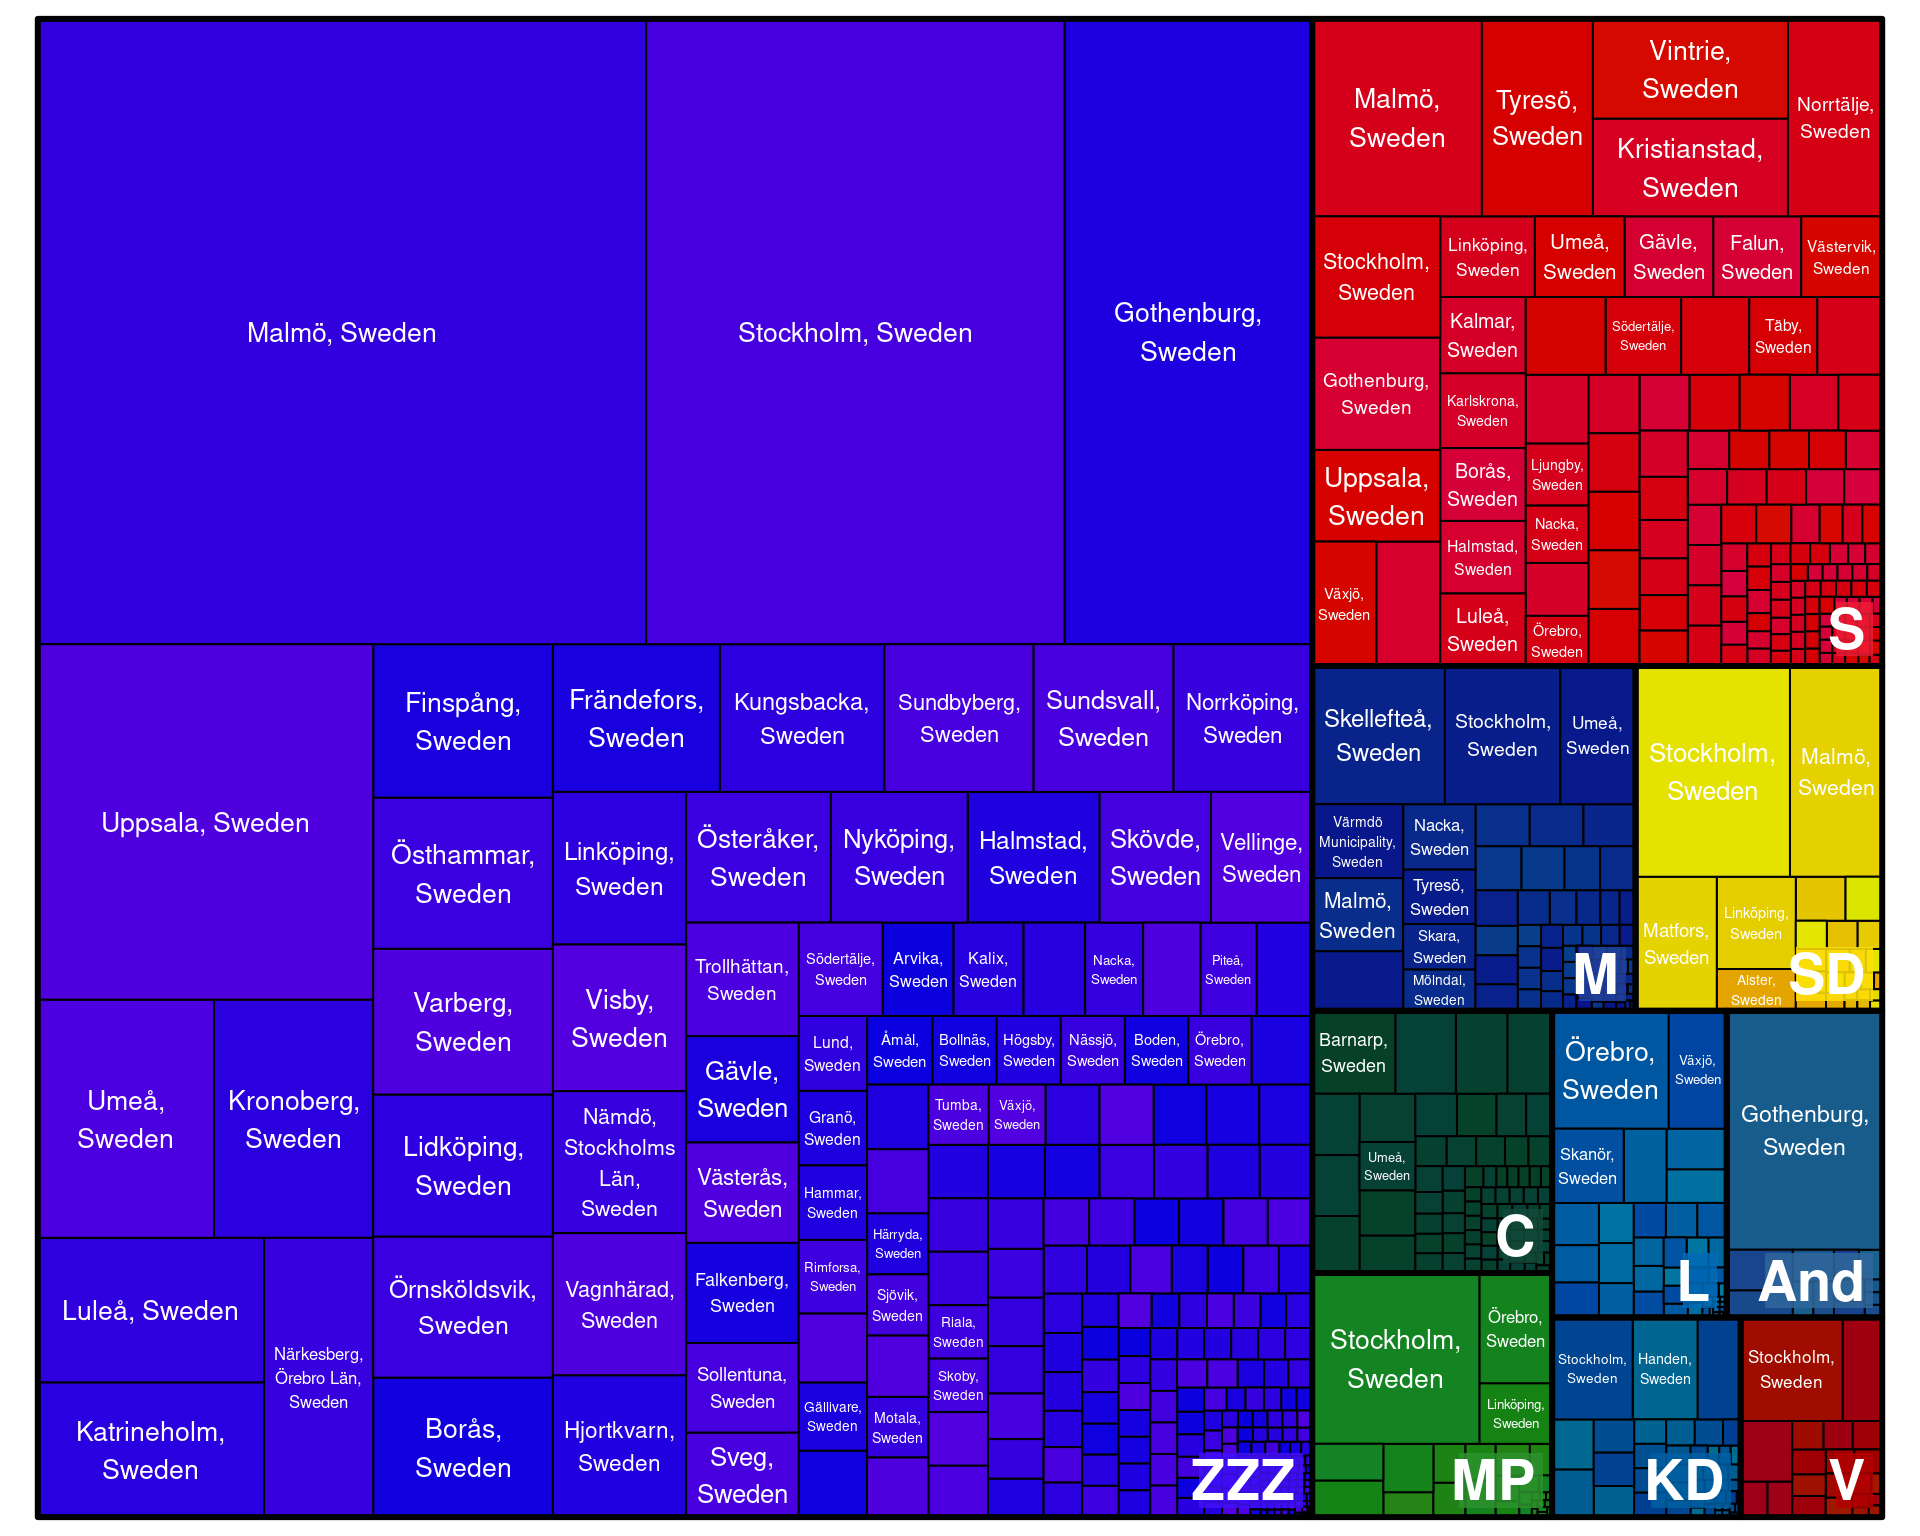 Malmö, Sweden
Stockholm, Sweden
Gothenburg,
Sweden
Uppsala, Sweden
Finspång,
Sweden
Frändefors,
Sweden
Kungsbacka,
Sweden
Sundbyberg,
Sweden
Sundsvall,
Sweden
Norrköping,
Sweden
Östhammar,
Sweden
Linköping,
Sweden
Österåker,
Sweden
Nyköping,
Sweden
Halmstad,
Sweden
Skövde,
Sweden
Vellinge,
Sweden
Varberg,
Sweden
Visby,
Sweden
Trollhättan,
Sweden
Södertälje,
Sweden
Arvika,
Sweden
Kalix,
Sweden
Nacka,
Sweden
Piteå,
Sweden
Umeå,
Sweden
Kronoberg,
Sweden
Lidköping,
Sweden
Nämdö,
Stockholms
Län,
Sweden
Gävle,
Sweden
Lund,
Sweden
Åmål,
Sweden
Bollnäs,
Sweden
Högsby,
Sweden
Nässjö,
Sweden
Boden,
Sweden
Örebro,
Sweden
Granö,
Sweden
Tumba,
Sweden
Växjö,
Sweden
Västerås,
Sweden
Hammar,
Sweden
Härryda,
Sweden
Luleå, Sweden
Närkesberg,
Örebro Län,
Sweden
Örnsköldsvik,
Sweden
Vagnhärad,
Sweden
Falkenberg,
Sweden
Rimforsa,
Sweden
Sjövik,
Sweden
Riala,
Sweden
Sollentuna,
Sweden
Skoby,
Sweden
Katrineholm,
Sweden
Borås,
Sweden
Hjortkvarn,
Sweden
Sveg,
Sweden
Gällivare,
Sweden
Motala,
Sweden
ZZZ
Malmö,
Sweden
Tyresö,
Sweden
Vintrie,
Sweden
Kristianstad,
Sweden
Norrtälje,
Sweden
Stockholm,
Sweden
Linköping,
Sweden
Umeå,
Sweden
Gävle,
Sweden
Falun,
Sweden
Västervik,
Sweden
Kalmar,
Sweden
Södertälje,
Sweden
Täby,
Sweden
Gothenburg,
Sweden
Karlskrona,
Sweden
Uppsala,
Sweden
Borås,
Sweden
Ljungby,
Sweden
Nacka,
Sweden
Halmstad,
Sweden
Växjö,
Sweden
Luleå,
Sweden
Örebro,
Sweden
S
Skellefteå,
Sweden
Stockholm,
Sweden
Umeå,
Sweden
Värmdö
Municipality,
Sweden
Nacka,
Sweden
Malmö,
Sweden
Tyresö,
Sweden
Skara,
Sweden
Mölndal,
Sweden
M
Stockholm,
Sweden
Malmö,
Sweden
Matfors,
Sweden
Linköping,
Sweden
Alster,
Sweden
SD
Barnarp,
Sweden
Umeå,
Sweden
C
Örebro,
Sweden
Växjö,
Sweden
Skanör,
Sweden
L
Gothenburg,
Sweden
And
Stockholm,
Sweden
Örebro,
Sweden
Linköping,
Sweden
MP
Stockholm,
Sweden
Handen,
Sweden
KD
Stockholm,
Sweden
V